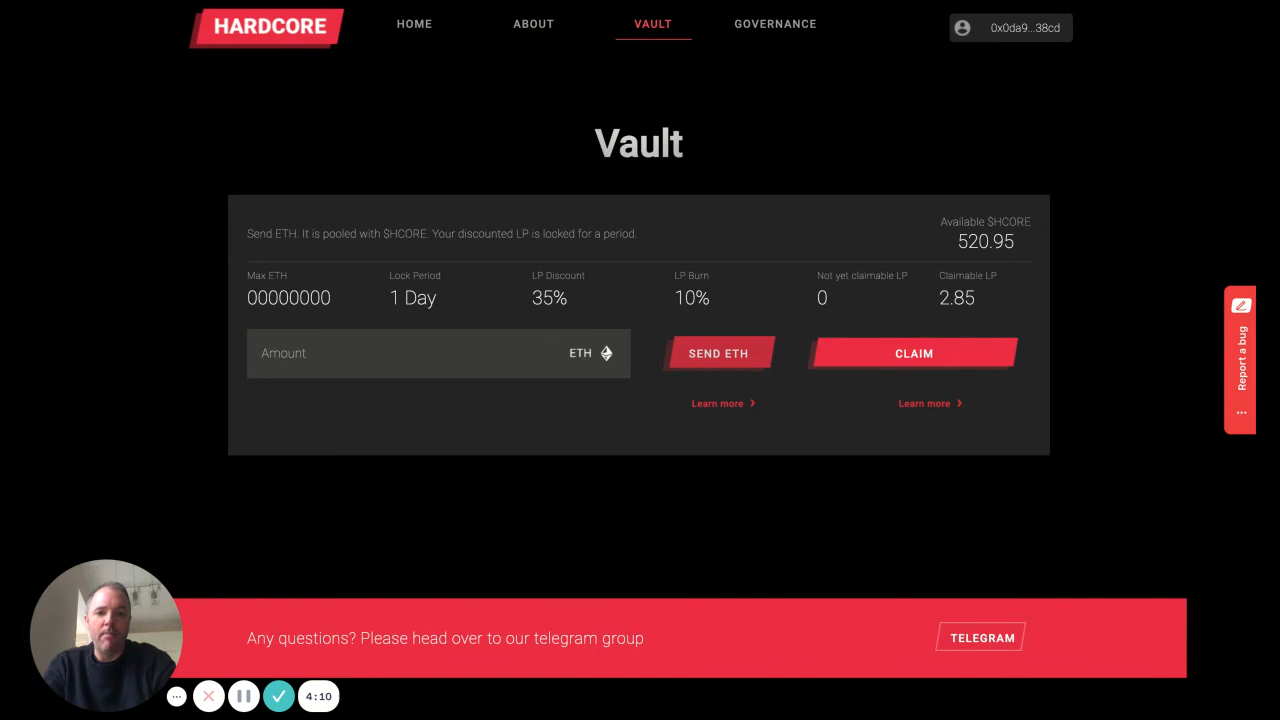 HARDCORE
HOME
ABOUT
VAULT
GOVERNANCE
0x0da9...38cd
Vault
Send ETH. It is pooled with $HCORE. Your discounted LP is locked for a period.
Available $HCORE
520.95
Max ETH
00000000
Lock Period
1 Day
LP Discount
35%
LP Burn
10%
Not yet claimable LP
0
Claimable LP
2.85
Amount
ETH
SEND ETH
CLAIM
Learn more
Learn more
Report a bug
Any questions? Please head over to our telegram group
TELEGRAM
4:10